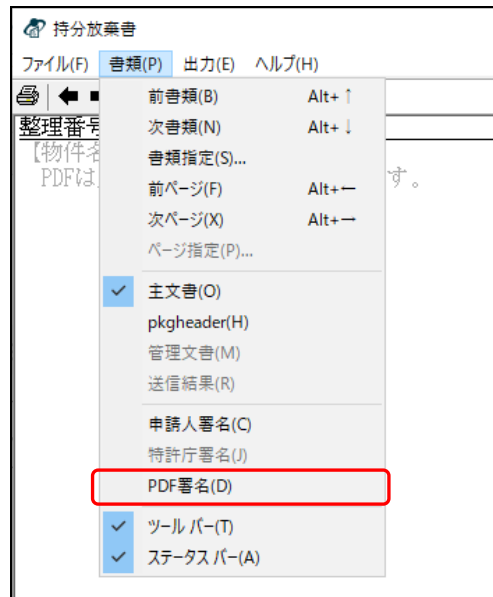 持分放棄書
ファイル(F) 書類(P) 出力(E) ヘルプ(H)
整理番号
前書類(B) Alt+↑
次書類(N) Alt+↓
【物件名
書類指定(S)...
PDFは す。
前ページ(F) Alt+←
次ページ(X) Alt+→
ページ指定(P)...
主文書(O)
pkgheader(H)
管理文書(M)
送信結果(R)
申請人署名(C)
特許庁署名(J)
PDF署名(D)
ツール バー(T)
ステータス バー(A)